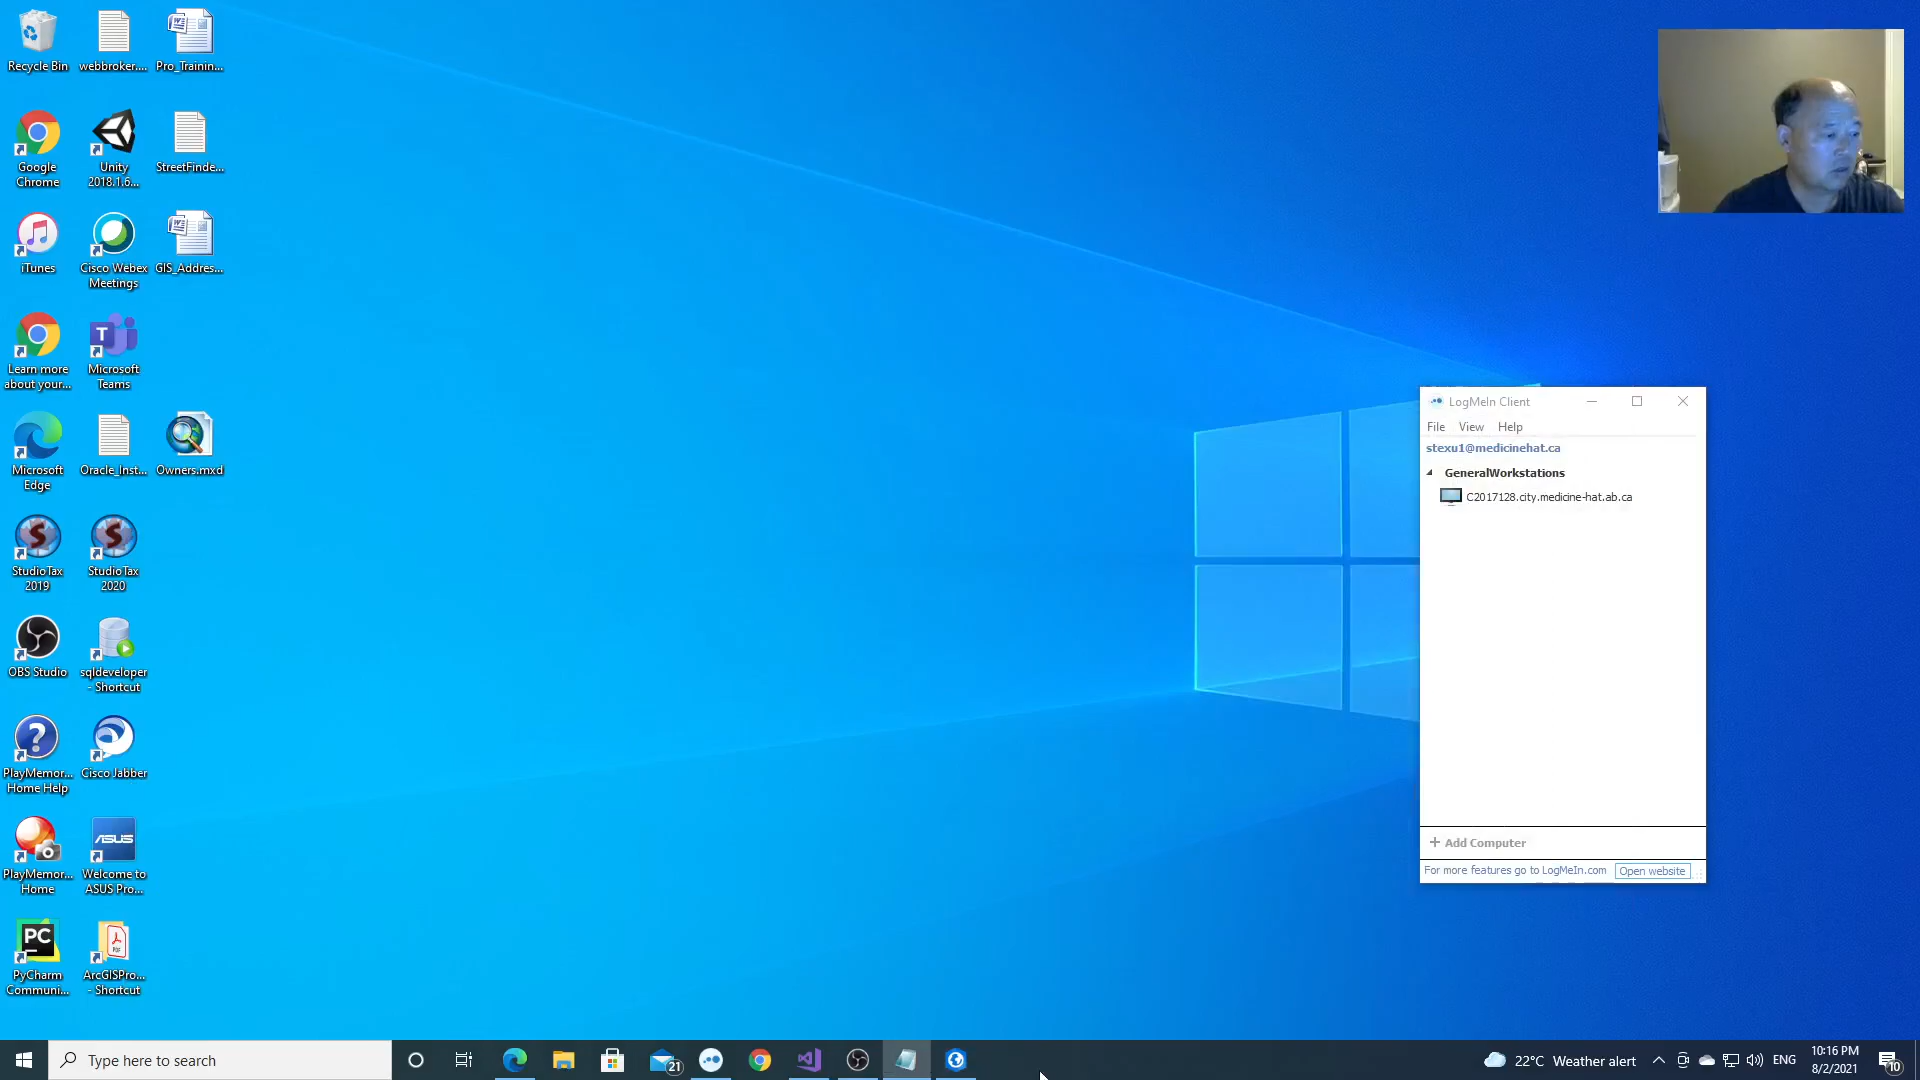 Recycle Bin
webbroker....
Pro_Trainin...
Google
Chrome
Unity
2018.1.6...
StreetFinde...
iTunes
Cisco Webex
Meetings
GIS_Addres...
Learn more
about your...
Microsoft
Teams
Microsoft
Edge
Oracle_Inst...
Owners.mxd
StudioTax
2019
StudioTax
2020
OBS Studio
sqldeveloper
- Shortcut
PlayMemor...
Home Help
Cisco Jabber
PlayMemor...
Home
ASUS
Welcome to
ASUS Pro...
PC
PyCharm
Communi...
PDF
ArcGISPro...
- Shortcut
LogMeIn Client
File View Help
stexu1@medicinehat.ca
GeneralWorkstations
C2017128.city.medicine-hat.ab.ca
+ Add Computer
For more features go to LogMeIn.com Open website
Type here to search
21
22°C Weather alert
ENG
10:16 PM
8/2/2021
10